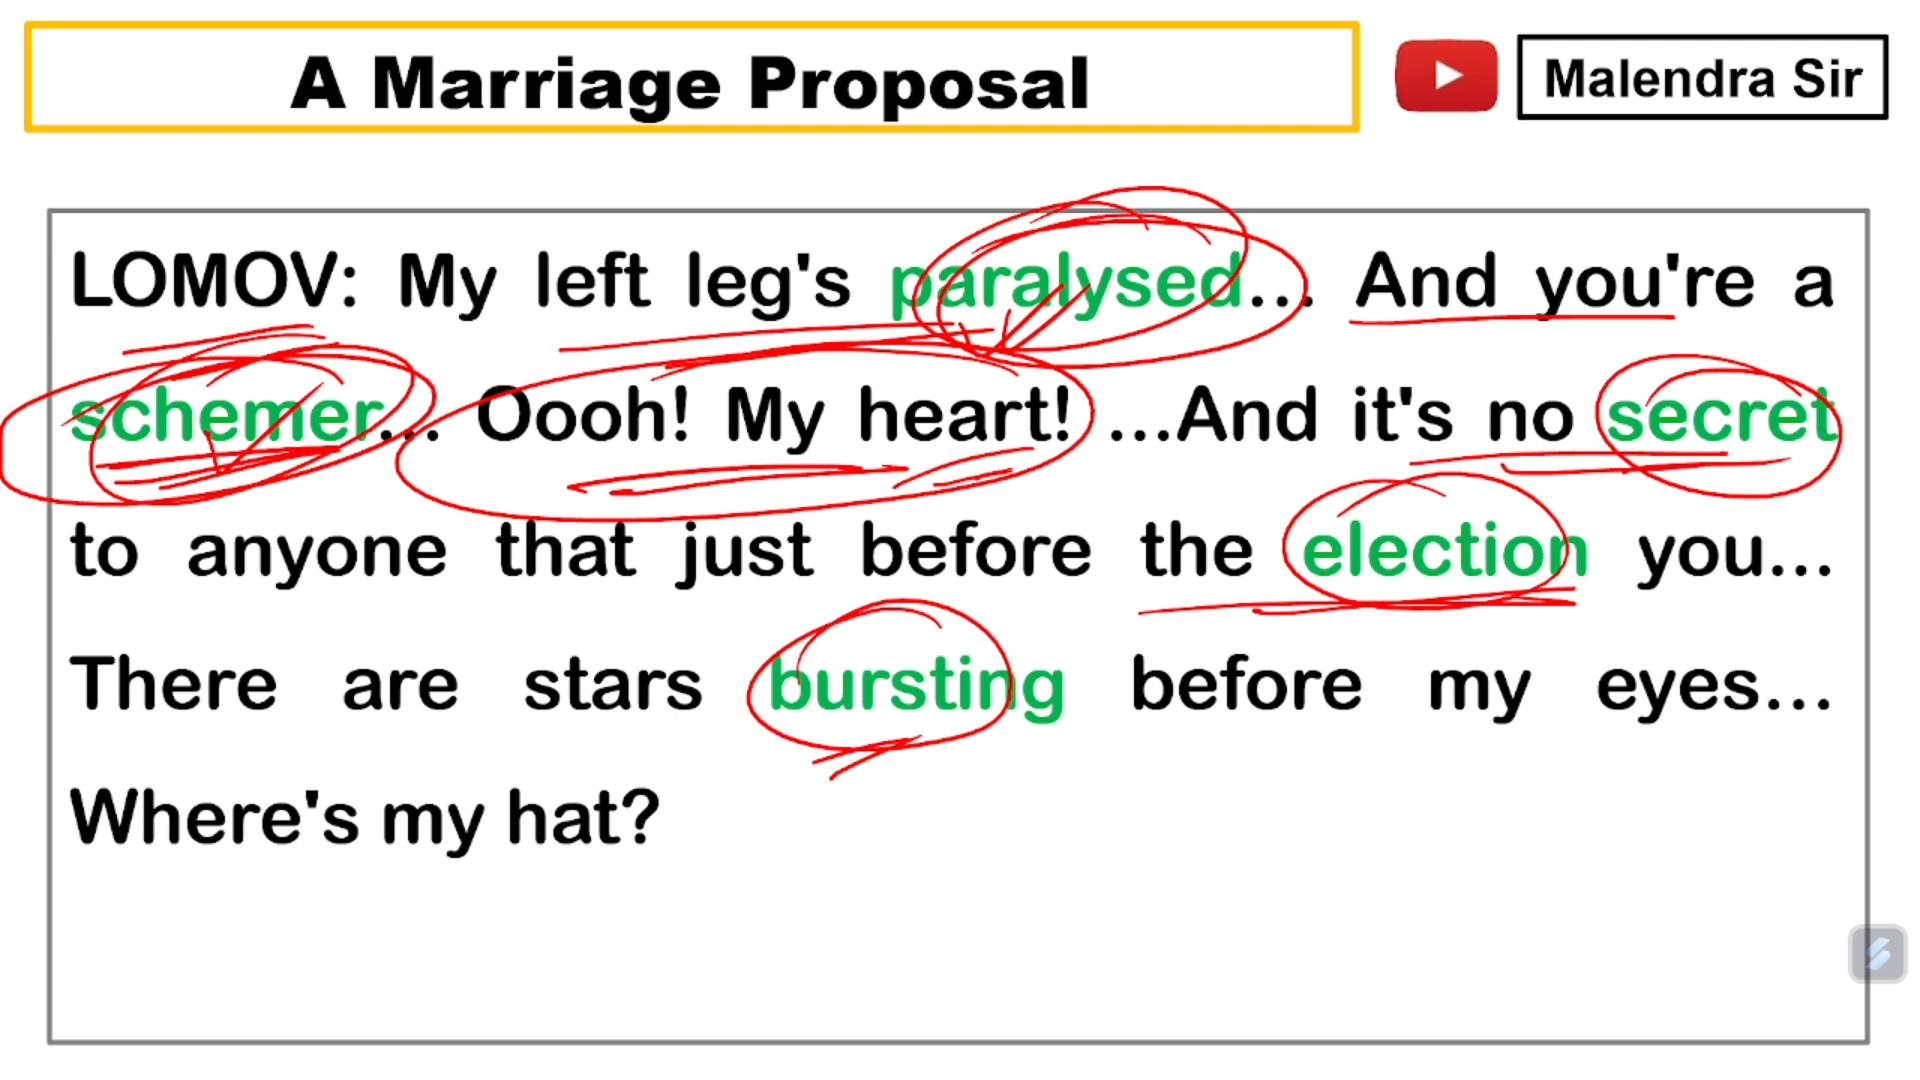 A Marriage Proposal
Malendra Sir
LOMOV: My left leg's paralysed... And you're a
schemer... Oooh! My heart! ...And it's no secret
to anyone that just before the election you...
There are stars bursting before my eyes...
Where's my hat?